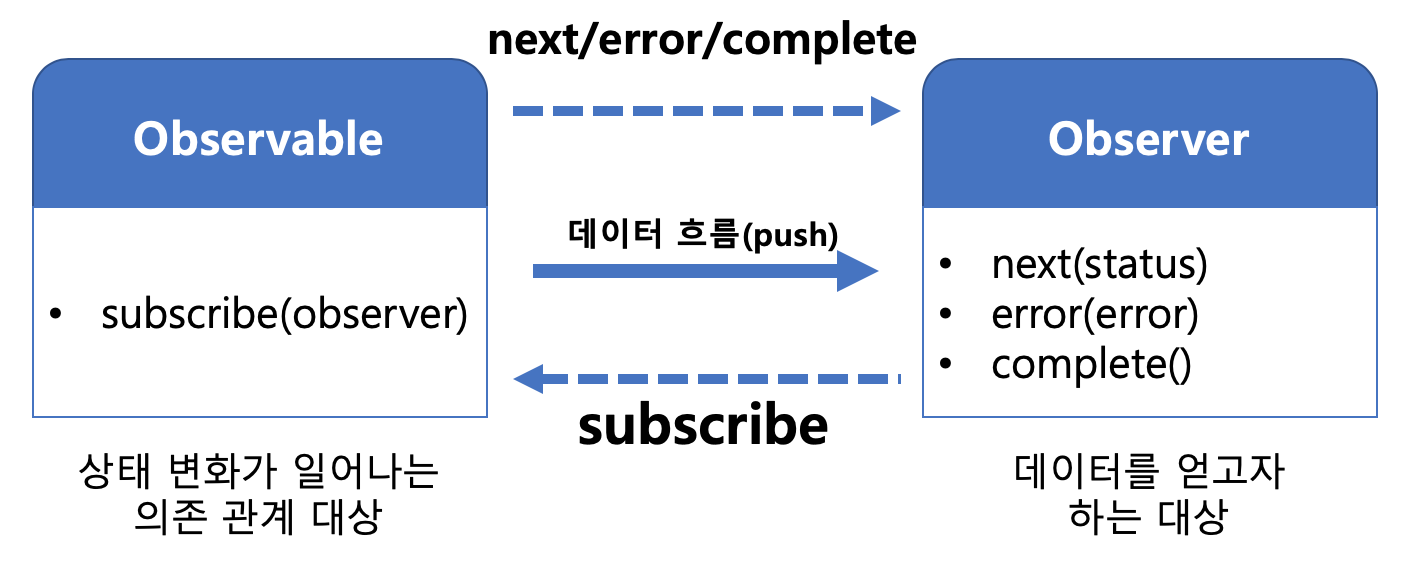 next/error/complete
Observable
Observer
데이터 흐름(push)
• subscribe(observer)
• next(status)
• error(error)
• complete()
subscribe
상태 변화가 일어나는
의존 관계 대상
데이터를 얻고자
하는 대상